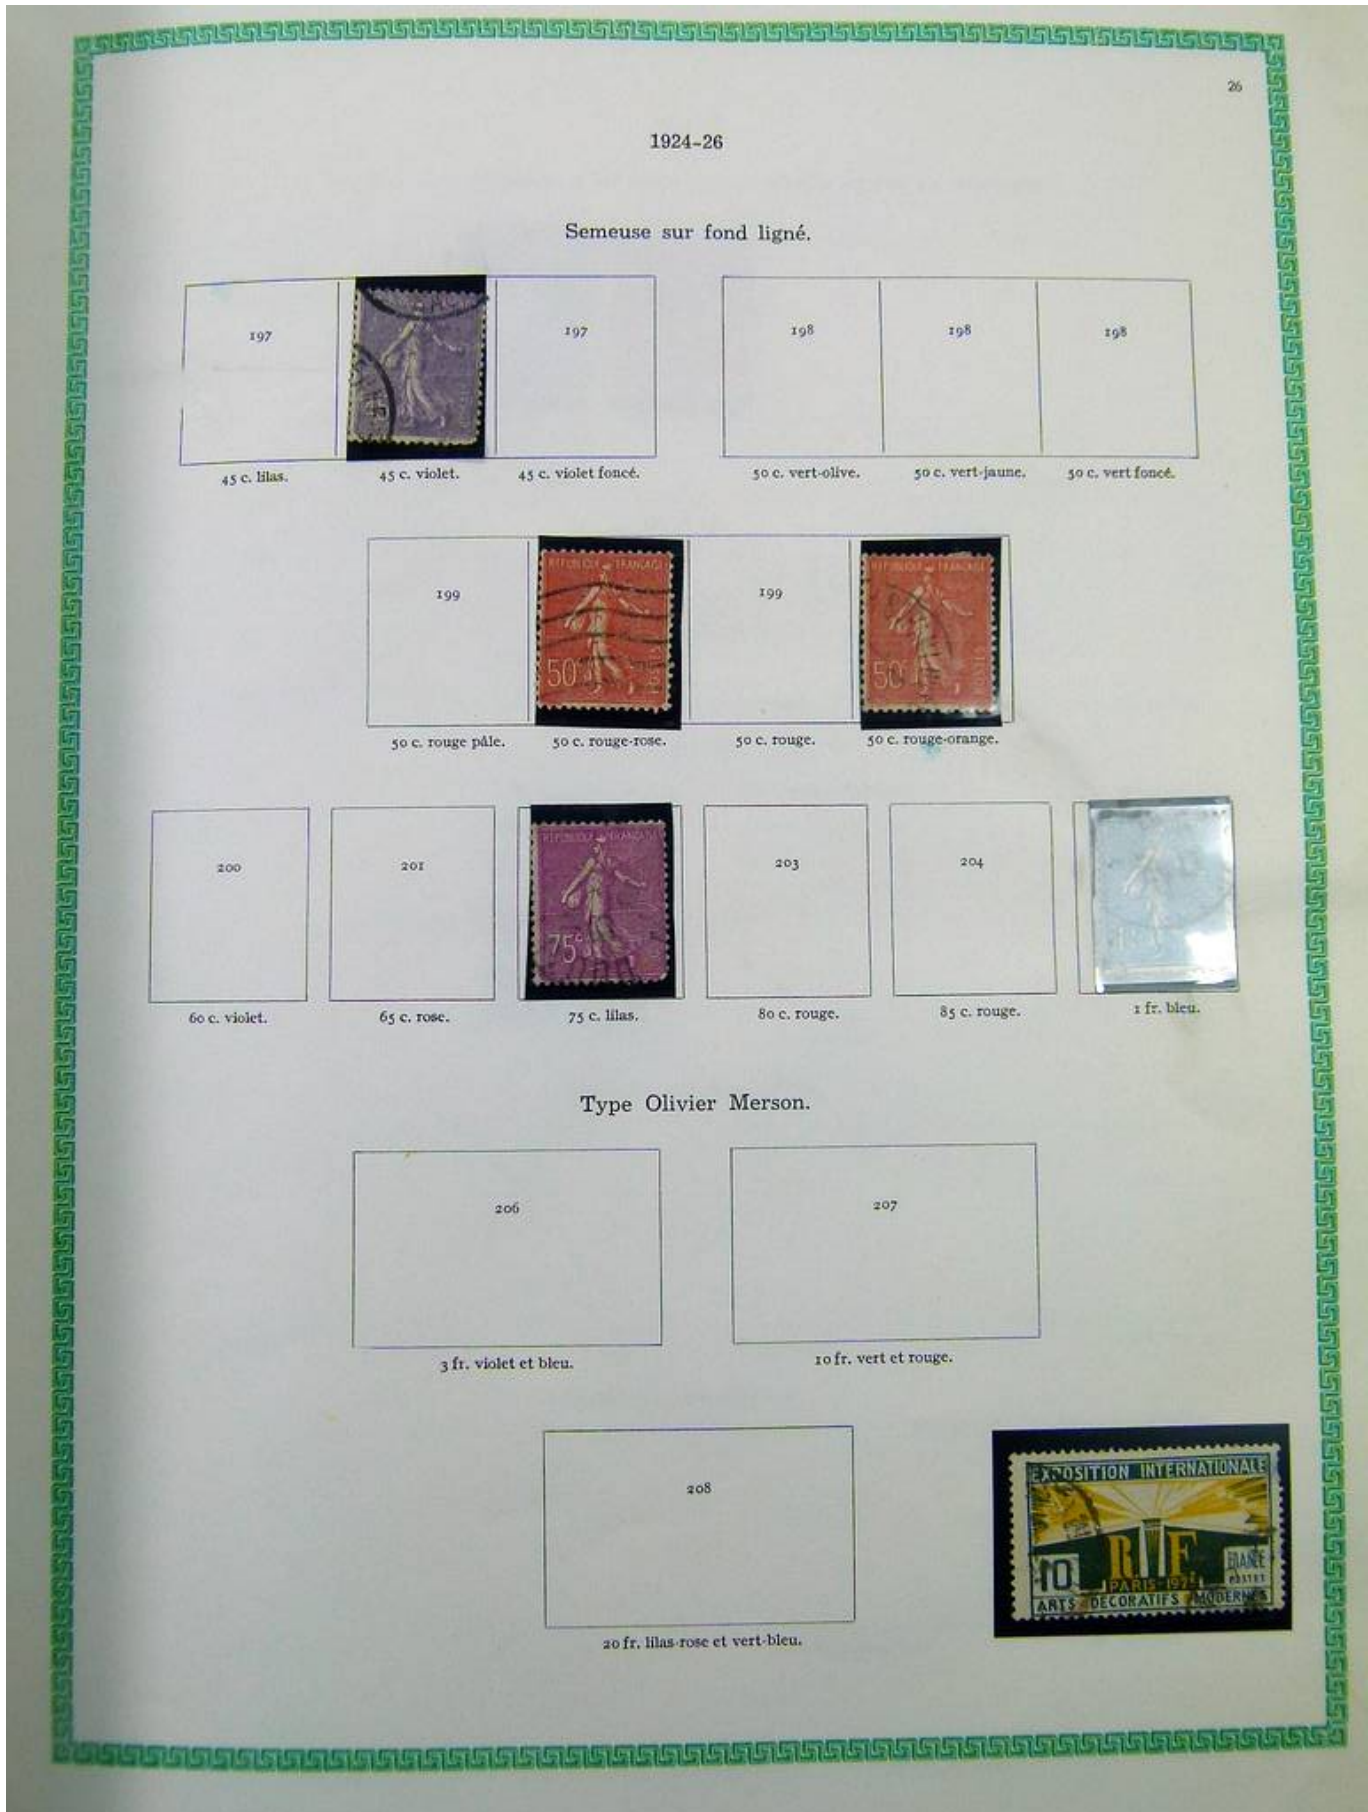 26
1924-26
Semeuse sur fond ligné.
197 197 198 198 198
45 c. lilas. 45 c. violet. 45 c. violet foncé. 50 c. vert-olive. 50 c. vert-jaune. 50 c. vert foncé.
199 199
REPUBLIQUE FRANÇAISE
50c
REPUBLIQUE FRANÇAISE
50c
50 c. rouge pâle. 50 c. rouge-rose. 50 c. rouge. 50 c. rouge-orange.
200 201 203 204
REPUBLIQUE FRANÇAISE
75c
60 c. violet. 65 c. rose. 75 c. lilas. 80 c. rouge. 85 c. rouge. 1 fr. bleu.
Type Olivier Merson.
206 207
3 fr. violet et bleu. 10 fr. vert et rouge.
208
EXPOSITION INTERNATIONALE
R F
10
FRANCE
POSTES
PARIS
ARTS DECORATIFS MODERNES
20 fr. lilas-rose et vert-bleu.